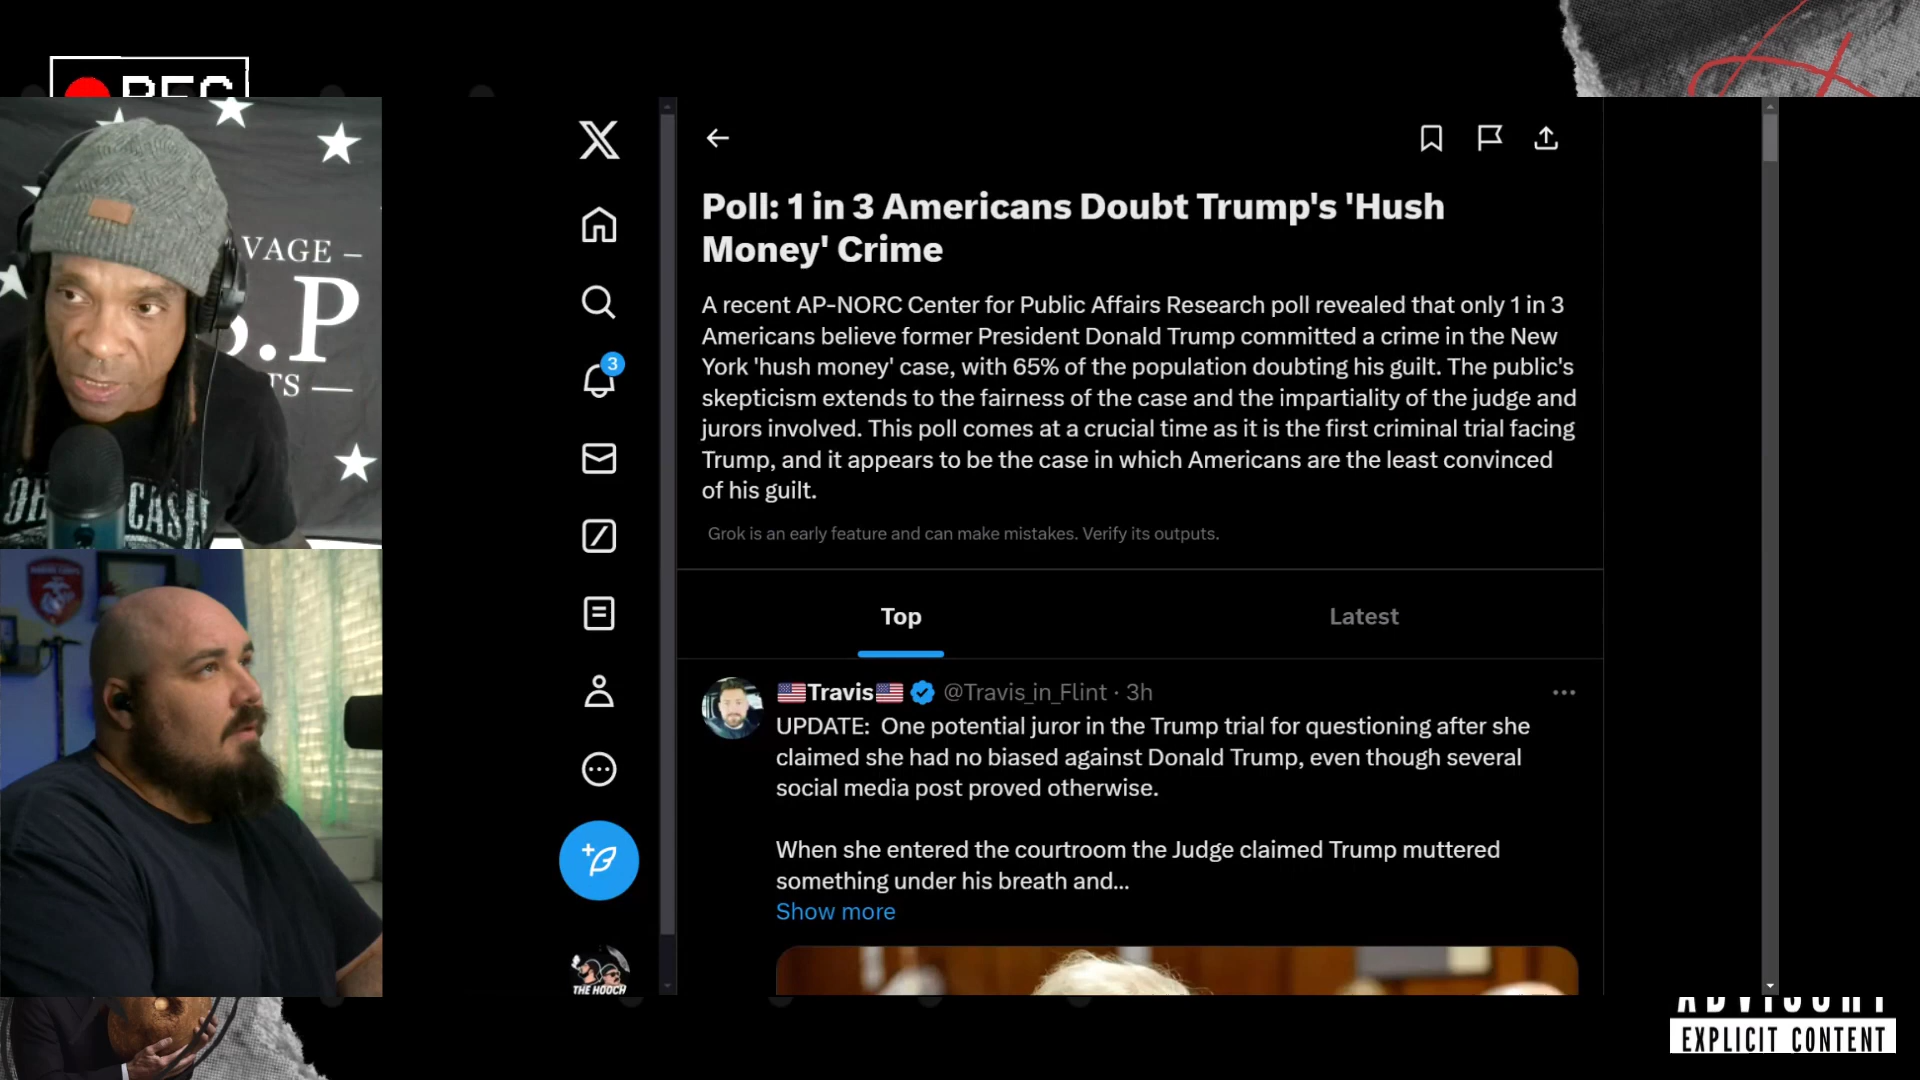 REC
VAGE –
S.P
TS —
OH
CASH
3
Poll: 1 in 3 Americans Doubt Trump's 'Hush
Money' Crime
A recent AP-NORC Center for Public Affairs Research poll revealed that only 1 in 3
Americans believe former President Donald Trump committed a crime in the New
York 'hush money' case, with 65% of the population doubting his guilt. The public's
skepticism extends to the fairness of the case and the impartiality of the judge and
jurors involved. This poll comes at a crucial time as it is the first criminal trial facing
Trump, and it appears to be the case in which Americans are the least convinced
of his guilt.
Grok is an early feature and can make mistakes. Verify its outputs.
Top Latest
🇺🇸Travis🇺🇸 @Travis_in_Flint · 3h
UPDATE: One potential juror in the Trump trial for questioning after she
claimed she had no biased against Donald Trump, even though several
social media post proved otherwise.
When she entered the courtroom the Judge claimed Trump muttered
something under his breath and...
Show more
THE HOOCH
ADVISORY
EXPLICIT CONTENT